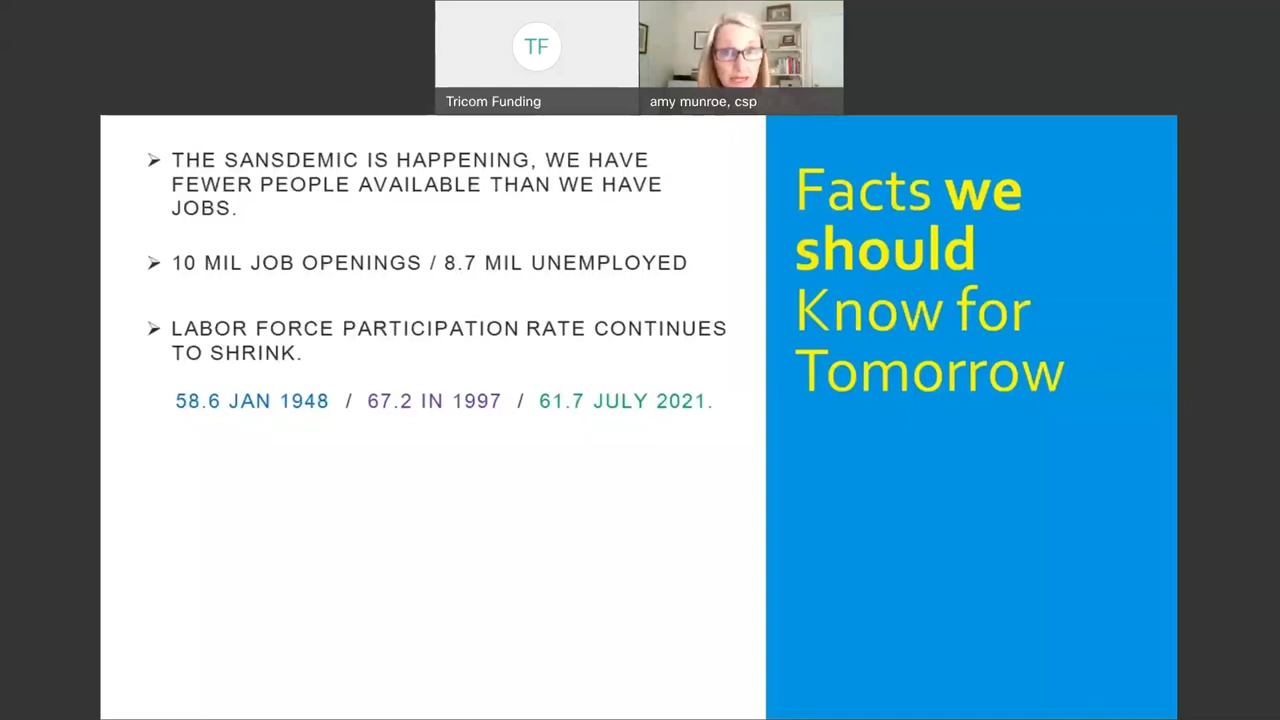 TF
Tricom Funding
amy munroe, csp
THE SANSDEMIC IS HAPPENING, WE HAVE
FEWER PEOPLE AVAILABLE THAN WE HAVE
JOBS.
10 MIL JOB OPENINGS / 8.7 MIL UNEMPLOYED
LABOR FORCE PARTICIPATION RATE CONTINUES
TO SHRINK.
58.6 JAN 1948 / 67.2 IN 1997 / 61.7 JULY 2021.
Facts we
should
Know for
Tomorrow